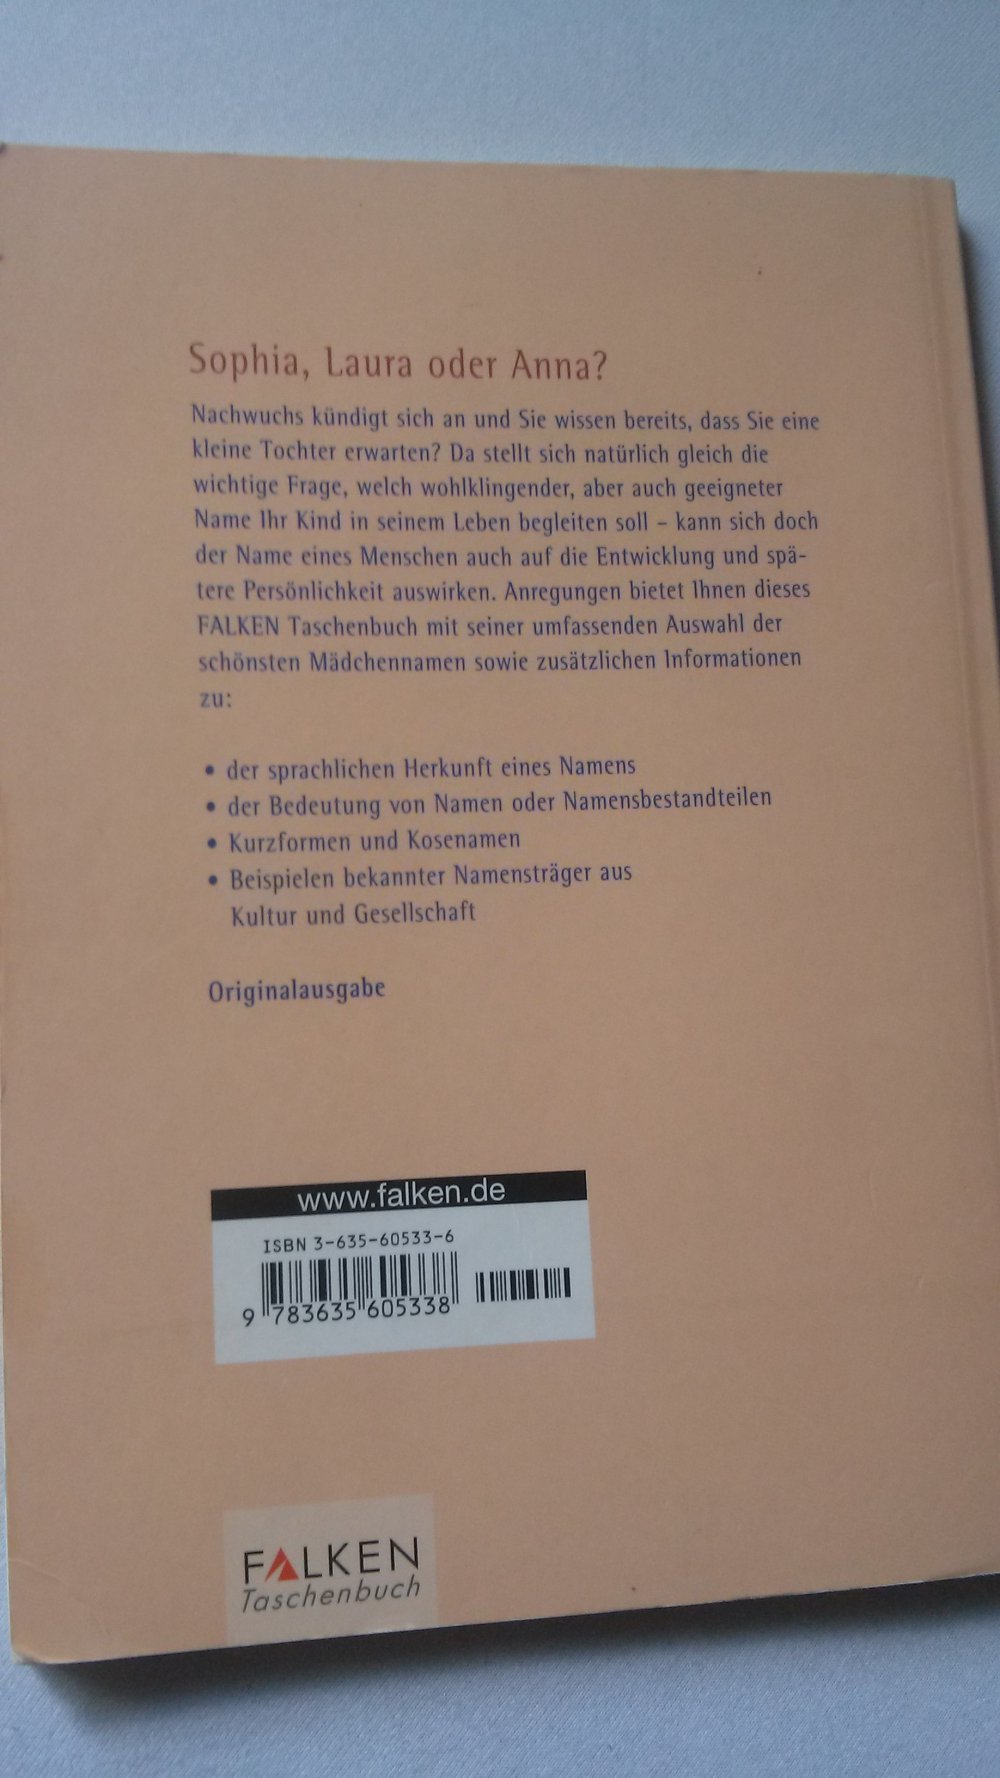 Sophia, Laura oder Anna?
Nachwuchs kündigt sich an und Sie wissen bereits, dass Sie eine
kleine Tochter erwarten? Da stellt sich natürlich gleich die
wichtige Frage, welch wohlklingender, aber auch geeigneter
Name Ihr Kind in seinem Leben begleiten soll – kann sich doch
der Name eines Menschen auch auf die Entwicklung und spä-
tere Persönlichkeit auswirken. Anregungen bietet Ihnen dieses
FALKEN Taschenbuch mit seiner umfassenden Auswahl der
schönsten Mädchennamen sowie zusätzlichen Informationen
zu:
• der sprachlichen Herkunft eines Namens
• der Bedeutung von Namen oder Namensbestandteilen
• Kurzformen und Kosenamen
• Beispielen bekannter Namensträger aus
Kultur und Gesellschaft
Originalausgabe
www.falken.de
ISBN 3-635-60533-6
9 783635 605338
FALKEN
Taschenbuch